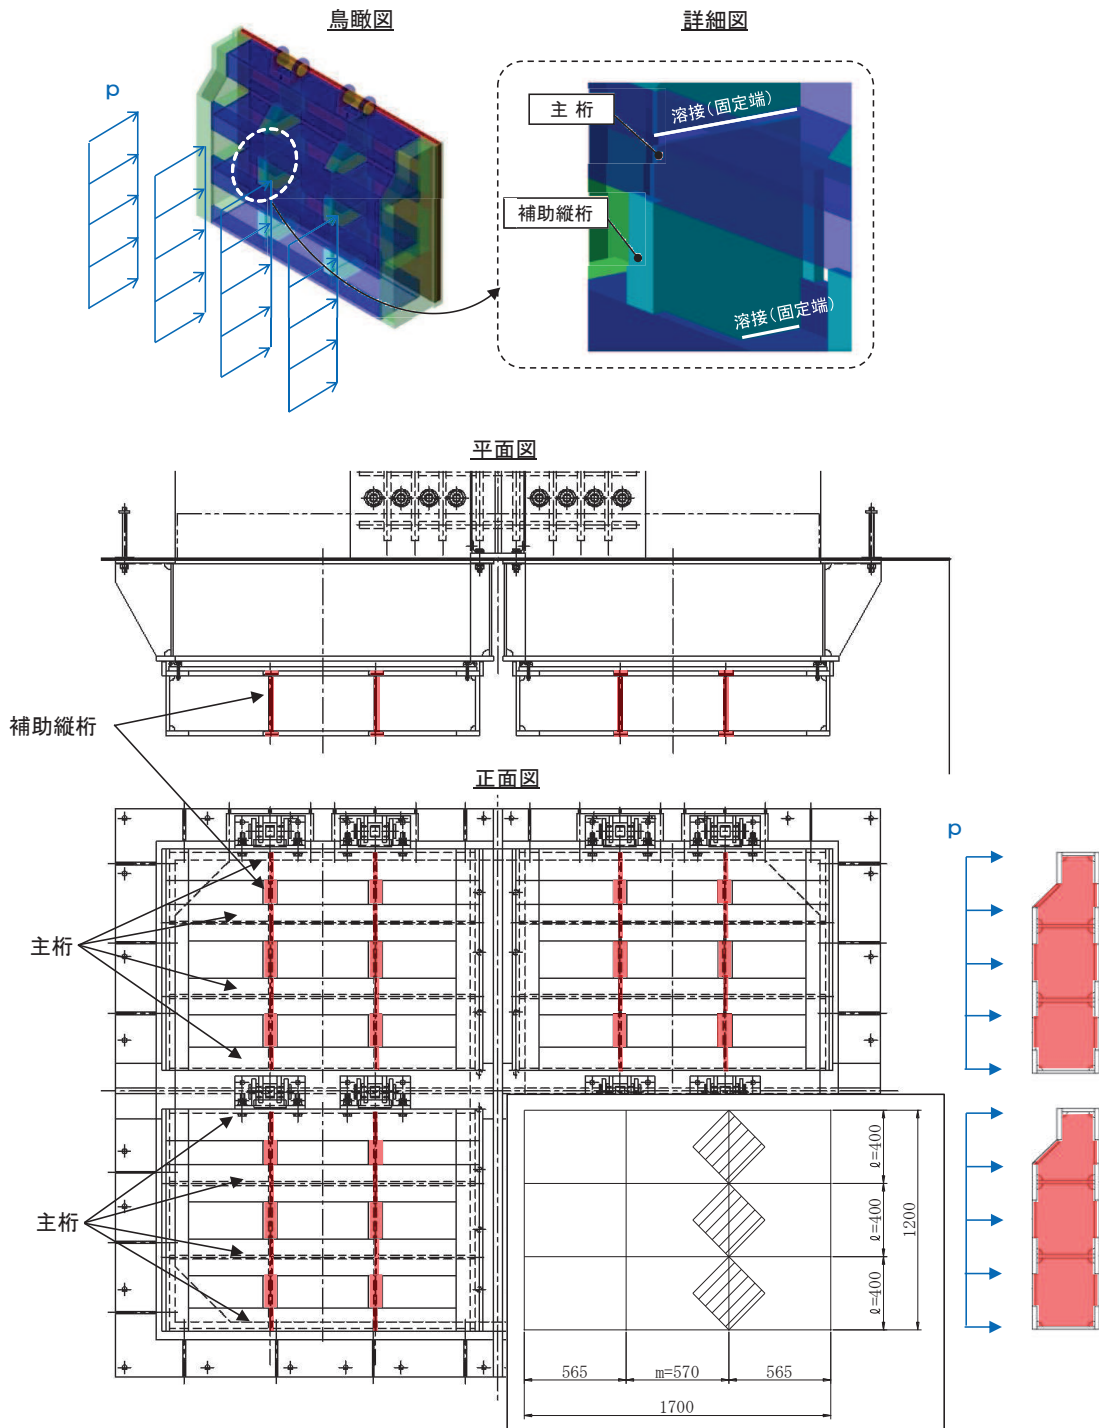 鳥瞰図
詳細図
p
主 桁
溶接(固定端)
補助縦桁
溶接(固定端)
平面図
補助縦桁
正面図
p
主桁
主桁
ℓ=400
ℓ=400
ℓ=400
1200
565
m=570
565
1700